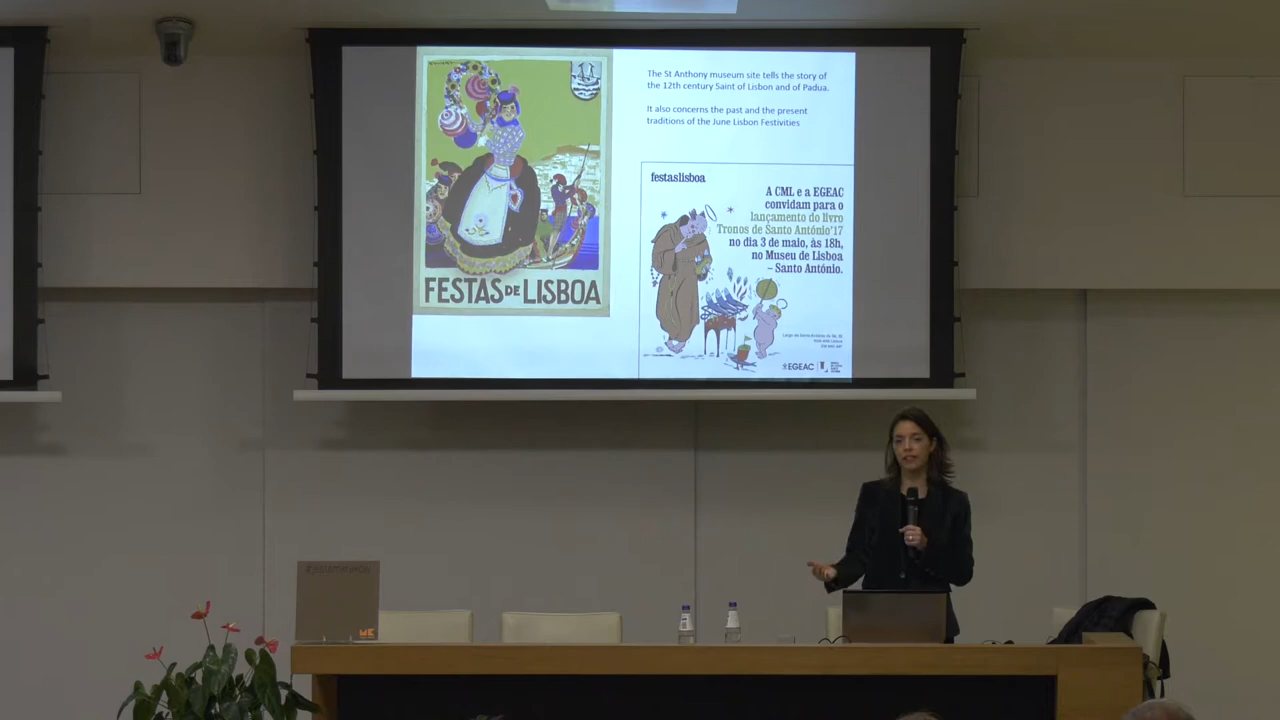 FESTAS DE LISBOA
The St Anthony museum site tells the story of
the 12th century Saint of Lisbon and of Padua.
It also concerns the past and the present
traditions of the June Lisbon Festivities
festaslisboa
A CML e a EGEAC
convidam para o
lançamento do livro
Tronos de Santo António'17
no dia 3 de maio, às 18h,
no Museu de Lisboa
– Santo António.
EGEAC